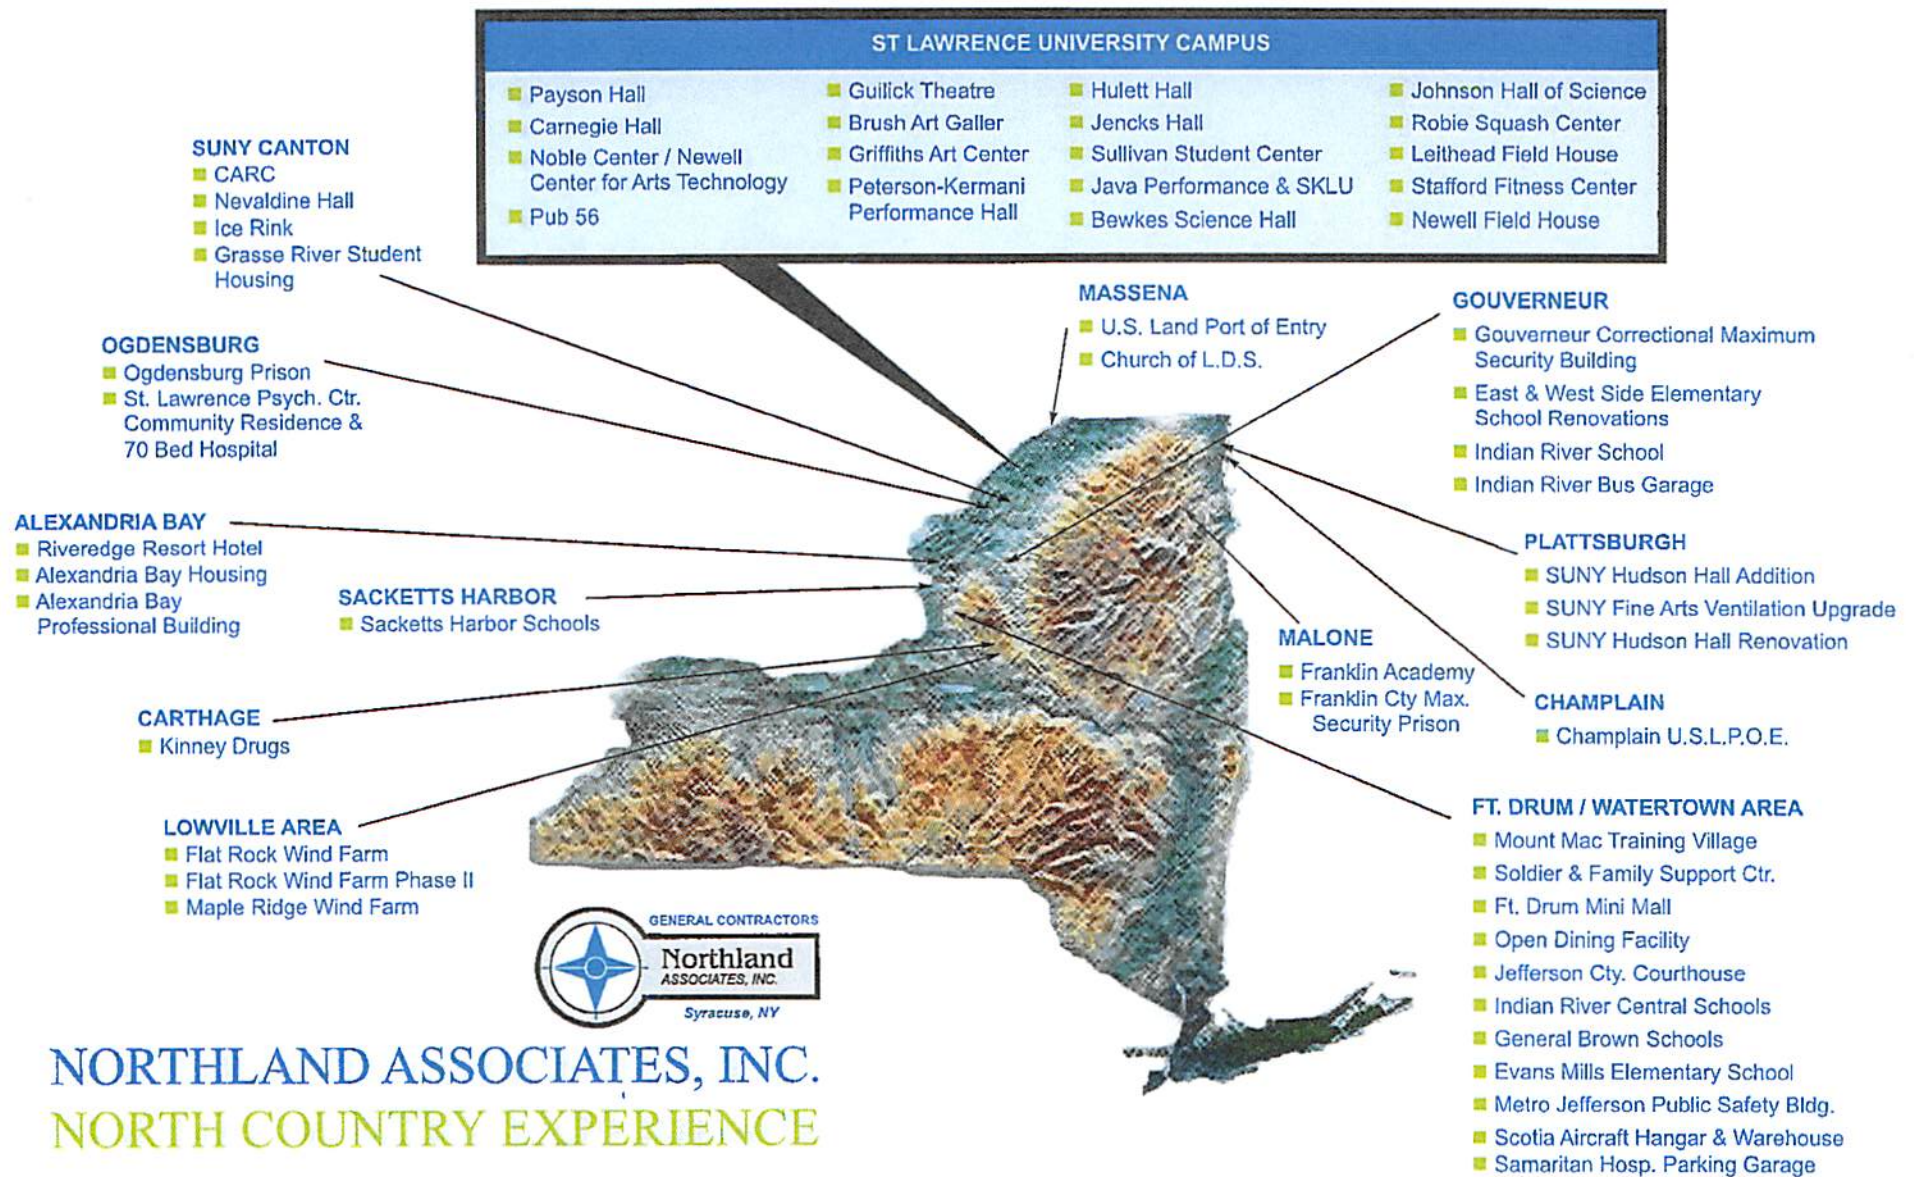 ST LAWRENCE UNIVERSITY CAMPUS
Payson Hall
Carnegie Hall
Noble Center / Newell
Center for Arts Technology
Pub 56
Guilick Theatre
Brush Art Galler
Griffiths Art Center
Peterson-Kermani
Performance Hall
Hulett Hall
Jencks Hall
Sullivan Student Center
Java Performance & SKLU
Bewkes Science Hall
Johnson Hall of Science
Robie Squash Center
Leithead Field House
Stafford Fitness Center
Newell Field House
SUNY CANTON
CARC
Nevaldine Hall
Ice Rink
Grasse River Student
Housing
OGDENSBURG
Ogdensburg Prison
St. Lawrence Psych. Ctr.
Community Residence &
70 Bed Hospital
ALEXANDRIA BAY
Riveredge Resort Hotel
Alexandria Bay Housing
Alexandria Bay
Professional Building
SACKETTS HARBOR
Sacketts Harbor Schools
CARTHAGE
Kinney Drugs
LOWVILLE AREA
Flat Rock Wind Farm
Flat Rock Wind Farm Phase II
Maple Ridge Wind Farm
MASSENA
U.S. Land Port of Entry
Church of L.D.S.
GOUVERNEUR
Gouverneur Correctional Maximum
Security Building
East & West Side Elementary
School Renovations
Indian River School
Indian River Bus Garage
PLATTSBURGH
SUNY Hudson Hall Addition
SUNY Fine Arts Ventilation Upgrade
SUNY Hudson Hall Renovation
MALONE
Franklin Academy
Franklin Cty Max.
Security Prison
CHAMPLAIN
Champlain U.S.L.P.O.E.
FT. DRUM / WATERTOWN AREA
Mount Mac Training Village
Soldier & Family Support Ctr.
Ft. Drum Mini Mall
Open Dining Facility
Jefferson Cty. Courthouse
Indian River Central Schools
General Brown Schools
Evans Mills Elementary School
Metro Jefferson Public Safety Bldg.
Scotia Aircraft Hangar & Warehouse
Samaritan Hosp. Parking Garage
GENERAL CONTRACTORS
Northland
ASSOCIATES, INC.
Syracuse, NY
NORTHLAND ASSOCIATES, INC.
NORTH COUNTRY EXPERIENCE